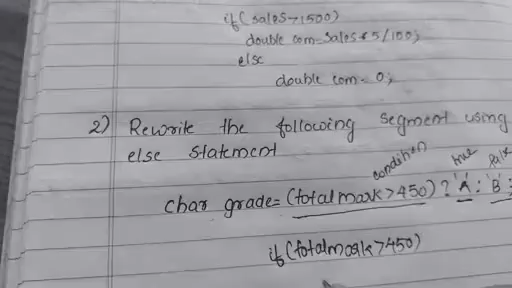 if(sales>1500)
double com=sales*5/100;
else
double com=0;
2) Rewrite the following segment using
else statement
condition true false
char grade=(totalmark>450)?'A':'B';
if(totalmark>450)